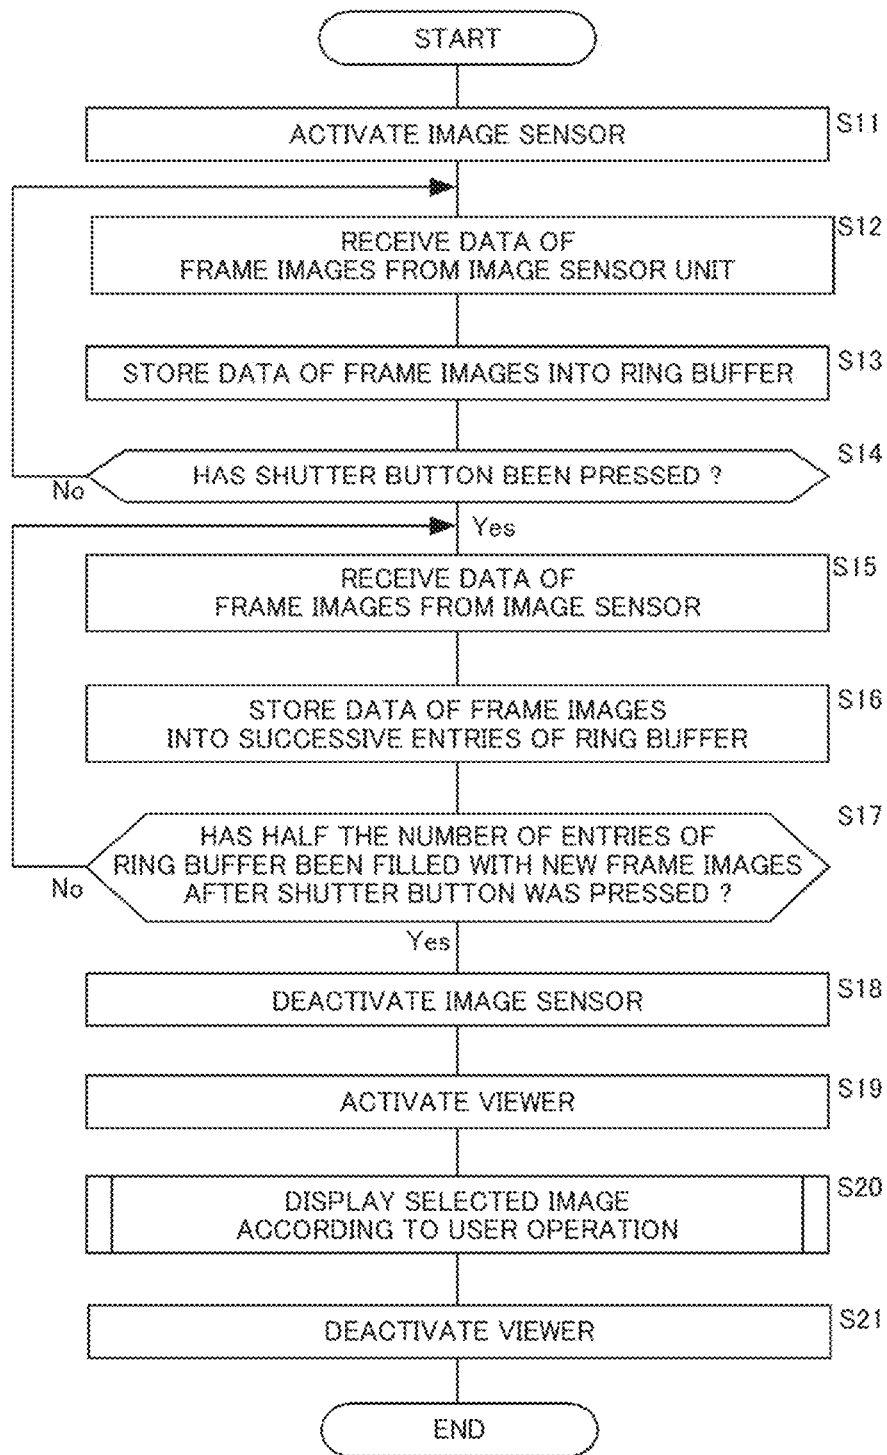 START
S11
ACTIVATE IMAGE SENSOR
S12
RECEIVE DATA OF
FRAME IMAGES FROM IMAGE SENSOR UNIT
S13
STORE DATA OF FRAME IMAGES INTO RING BUFFER
S14
HAS SHUTTER BUTTON BEEN PRESSED ?
No
Yes
S15
RECEIVE DATA OF
FRAME IMAGES FROM IMAGE SENSOR
S16
STORE DATA OF FRAME IMAGES
INTO SUCCESSIVE ENTRIES OF RING BUFFER
S17
HAS HALF THE NUMBER OF ENTRIES OF
RING BUFFER BEEN FILLED WITH NEW FRAME IMAGES
AFTER SHUTTER BUTTON WAS PRESSED ?
No
Yes
S18
DEACTIVATE IMAGE SENSOR
S19
ACTIVATE VIEWER
S20
DISPLAY SELECTED IMAGE
ACCORDING TO USER OPERATION
S21
DEACTIVATE VIEWER
END